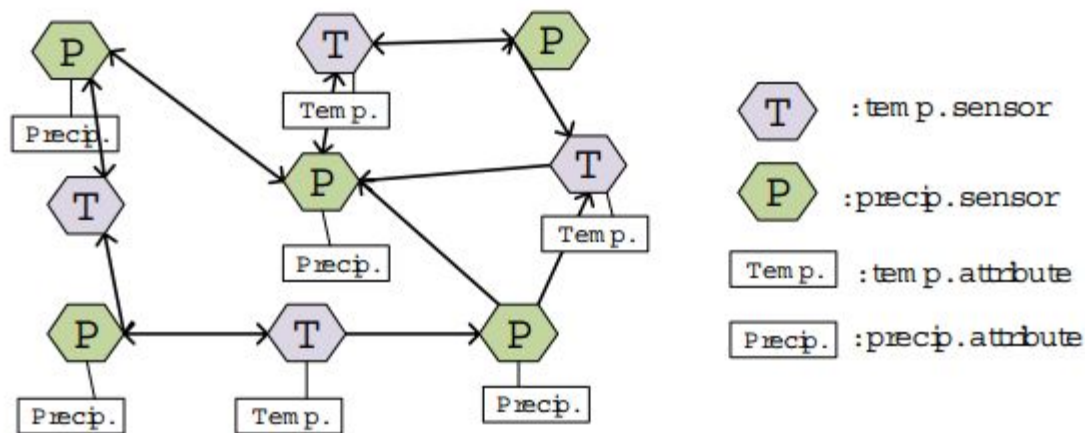 P
T
P
T
:temp.sensor
Temp.
Precip.
T
P
P
:precip.sensor
T
Temp.
Precip.
Temp.
:temp.attribute
P
T
P
Precip.
:precip.attribute
Precip.
Temp.
Precip.